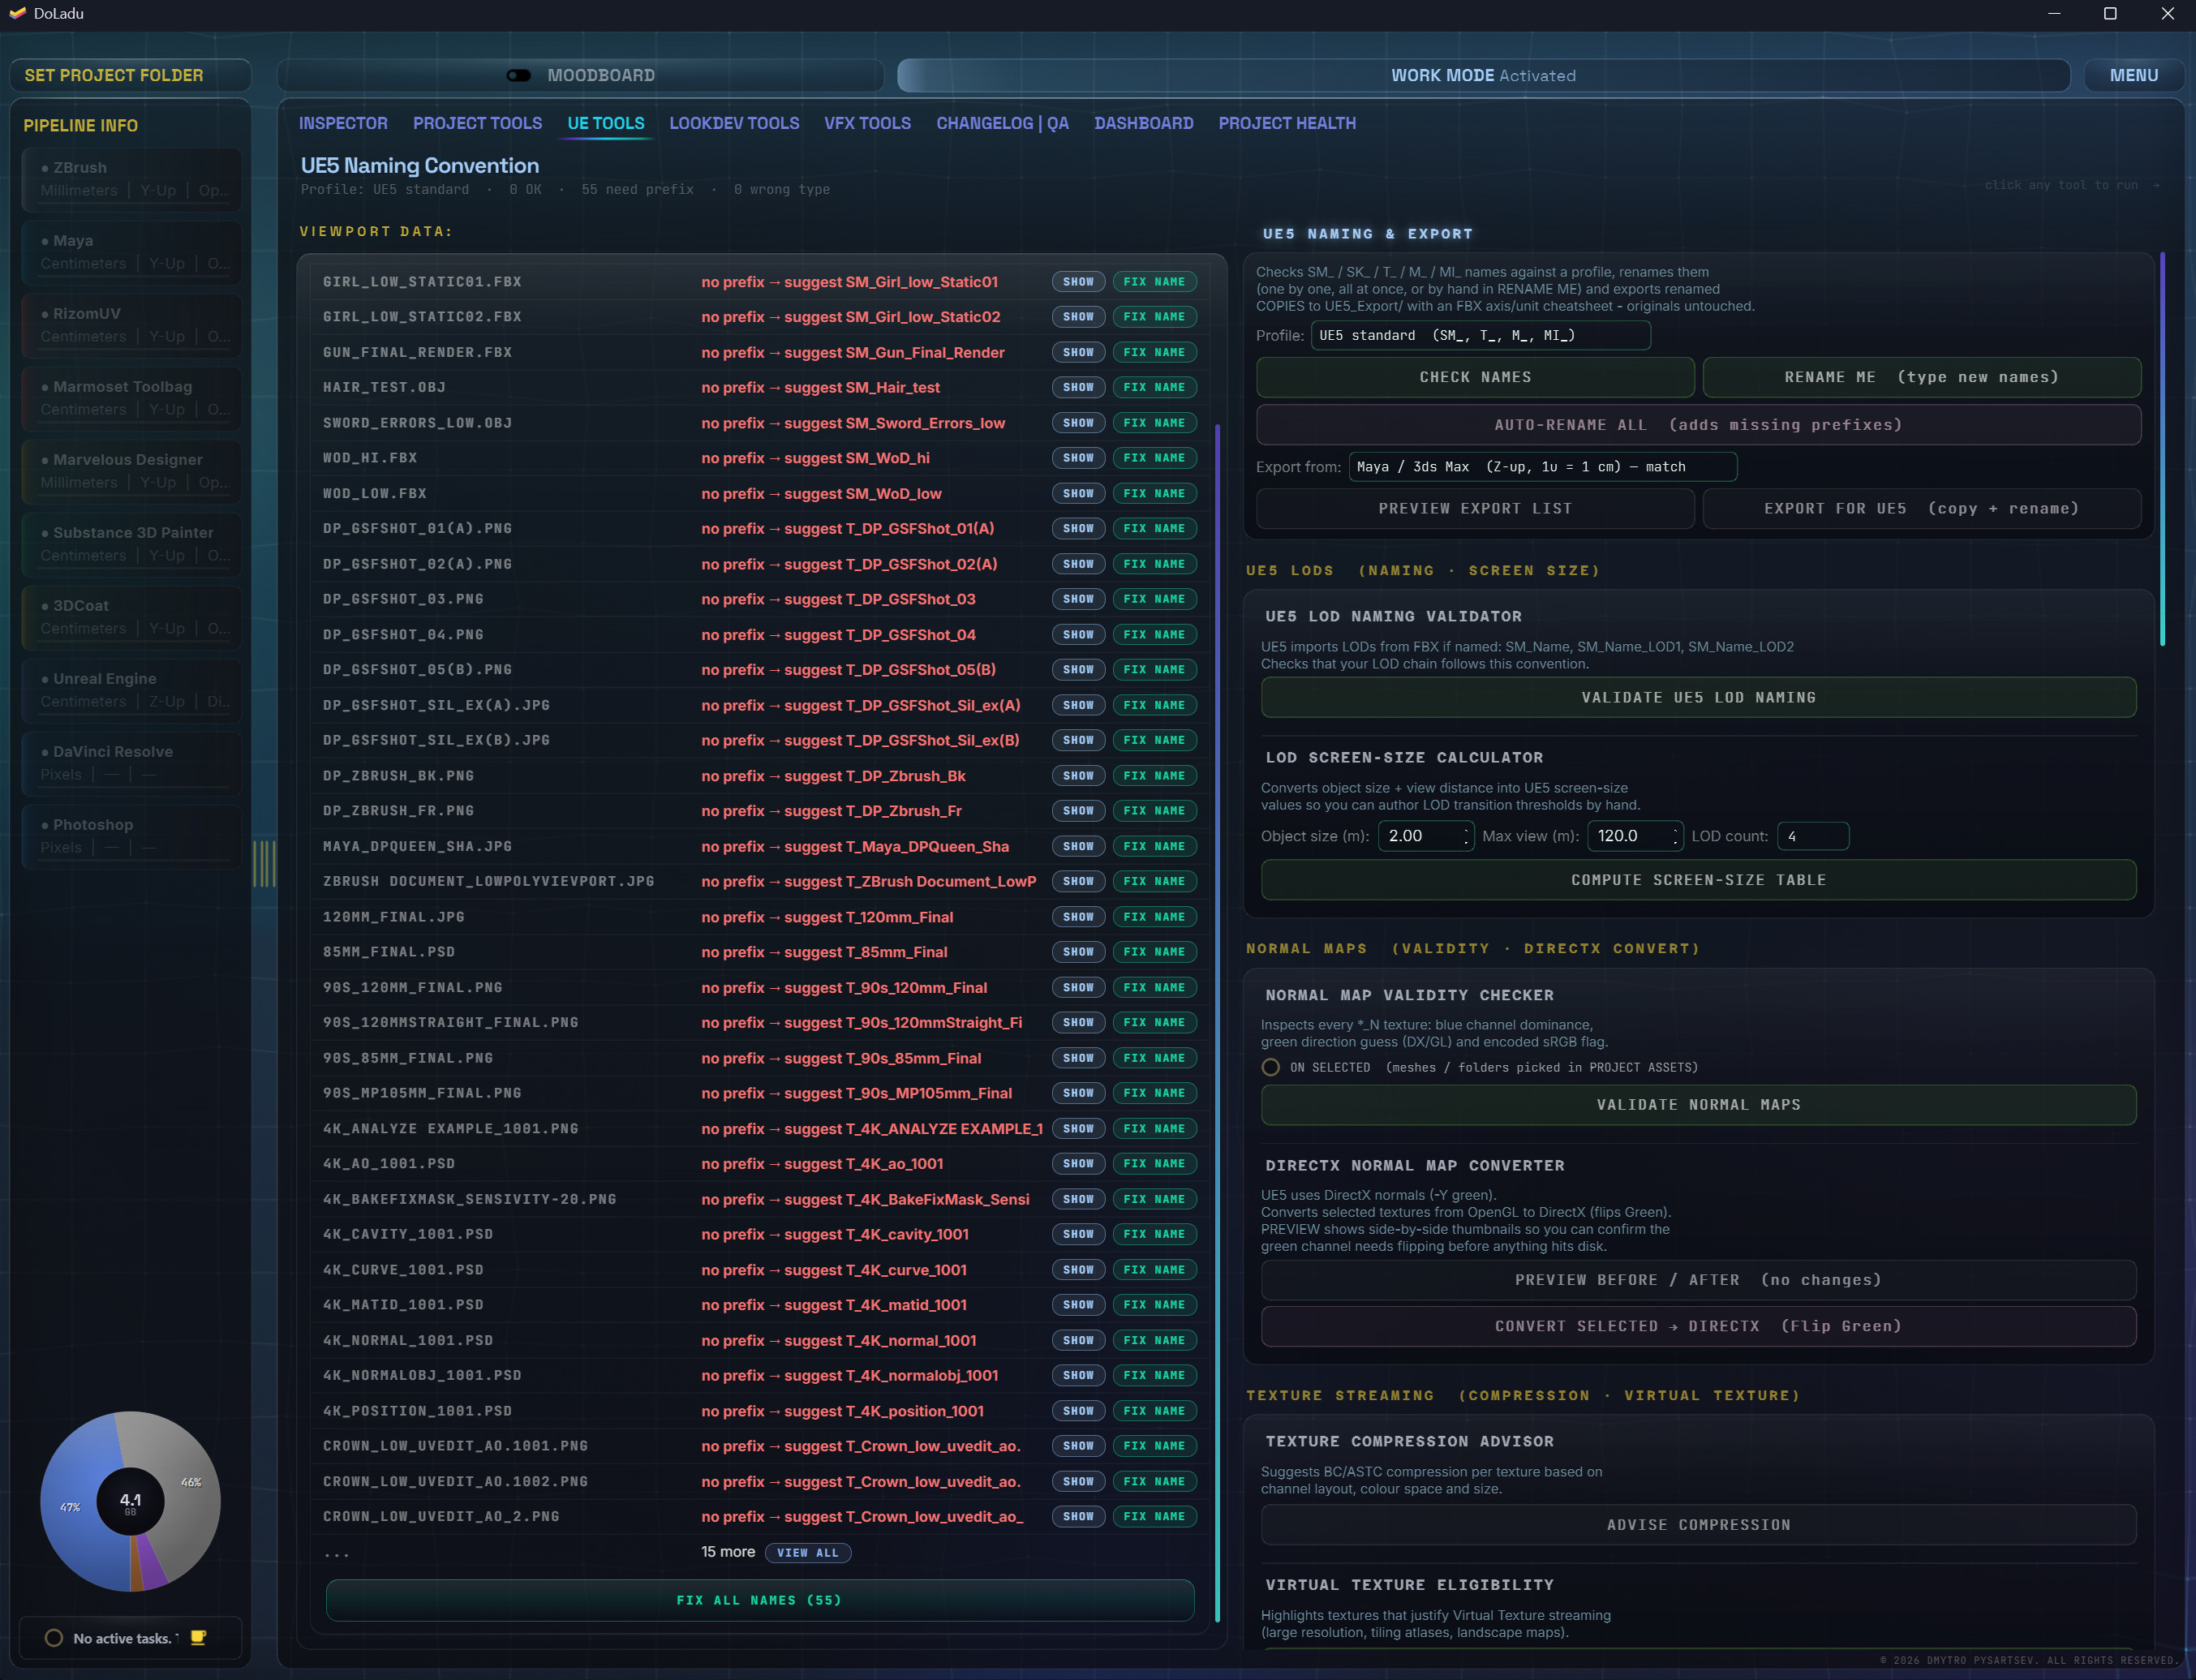 DoLadu
SET PROJECT FOLDER
MOODBOARD
WORK MODE Activated
MENU
PIPELINE INFO
● ZBrush
Millimeters | Y-Up | Op...
● Maya
Centimeters | Y-Up | O...
● RizomUV
Centimeters | Y-Up | O...
● Marmoset Toolbag
Centimeters | Y-Up | O...
● Marvelous Designer
Millimeters | Y-Up | Op...
● Substance 3D Painter
Centimeters | Y-Up | O...
● 3DCoat
Centimeters | Y-Up | O...
● Unreal Engine
Centimeters | Z-Up | Di...
● DaVinci Resolve
Pixels | — | —
● Photoshop
Pixels | — | —
46%
47%
4.1
GB
No active tasks.
INSPECTOR PROJECT TOOLS UE TOOLS LOOKDEV TOOLS VFX TOOLS CHANGELOG | QA DASHBOARD PROJECT HEALTH
UE5 Naming Convention
Profile: UE5 standard · 0 OK · 55 need prefix · 0 wrong type
click any tool to run →
VIEWPORT DATA:
GIRL_LOW_STATIC01.FBX no prefix → suggest SM_Girl_low_Static01 SHOW FIX NAME
GIRL_LOW_STATIC02.FBX no prefix → suggest SM_Girl_low_Static02 SHOW FIX NAME
GUN_FINAL_RENDER.FBX no prefix → suggest SM_Gun_Final_Render SHOW FIX NAME
HAIR_TEST.OBJ no prefix → suggest SM_Hair_test SHOW FIX NAME
SWORD_ERRORS_LOW.OBJ no prefix → suggest SM_Sword_Errors_low SHOW FIX NAME
WOD_HI.FBX no prefix → suggest SM_WoD_hi SHOW FIX NAME
WOD_LOW.FBX no prefix → suggest SM_WoD_low SHOW FIX NAME
DP_GSFSHOT_01(A).PNG no prefix → suggest T_DP_GSFShot_01(A) SHOW FIX NAME
DP_GSFSHOT_02(A).PNG no prefix → suggest T_DP_GSFShot_02(A) SHOW FIX NAME
DP_GSFSHOT_03.PNG no prefix → suggest T_DP_GSFShot_03 SHOW FIX NAME
DP_GSFSHOT_04.PNG no prefix → suggest T_DP_GSFShot_04 SHOW FIX NAME
DP_GSFSHOT_05(B).PNG no prefix → suggest T_DP_GSFShot_05(B) SHOW FIX NAME
DP_GSFSHOT_SIL_EX(A).JPG no prefix → suggest T_DP_GSFShot_Sil_ex(A) SHOW FIX NAME
DP_GSFSHOT_SIL_EX(B).JPG no prefix → suggest T_DP_GSFShot_Sil_ex(B) SHOW FIX NAME
DP_ZBRUSH_BK.PNG no prefix → suggest T_DP_Zbrush_Bk SHOW FIX NAME
DP_ZBRUSH_FR.PNG no prefix → suggest T_DP_Zbrush_Fr SHOW FIX NAME
MAYA_DPQUEEN_SHA.JPG no prefix → suggest T_Maya_DPQueen_Sha SHOW FIX NAME
ZBRUSH DOCUMENT_LOWPOLYVIEVPORT.JPG no prefix → suggest T_ZBrush Document_LowP SHOW FIX NAME
120MM_FINAL.JPG no prefix → suggest T_120mm_Final SHOW FIX NAME
85MM_FINAL.PSD no prefix → suggest T_85mm_Final SHOW FIX NAME
90S_120MM_FINAL.PNG no prefix → suggest T_90s_120mm_Final SHOW FIX NAME
90S_120MMSTRAIGHT_FINAL.PNG no prefix → suggest T_90s_120mmStraight_Fi SHOW FIX NAME
90S_85MM_FINAL.PNG no prefix → suggest T_90s_85mm_Final SHOW FIX NAME
90S_MP105MM_FINAL.PNG no prefix → suggest T_90s_MP105mm_Final SHOW FIX NAME
4K_ANALYZE EXAMPLE_1001.PNG no prefix → suggest T_4K_ANALYZE EXAMPLE_1 SHOW FIX NAME
4K_AO_1001.PSD no prefix → suggest T_4K_ao_1001 SHOW FIX NAME
4K_BAKEFIXMASK_SENSIVITY-20.PNG no prefix → suggest T_4K_BakeFixMask_Sensi SHOW FIX NAME
4K_CAVITY_1001.PSD no prefix → suggest T_4K_cavity_1001 SHOW FIX NAME
4K_CURVE_1001.PSD no prefix → suggest T_4K_curve_1001 SHOW FIX NAME
4K_MATID_1001.PSD no prefix → suggest T_4K_matid_1001 SHOW FIX NAME
4K_NORMAL_1001.PSD no prefix → suggest T_4K_normal_1001 SHOW FIX NAME
4K_NORMALOBJ_1001.PSD no prefix → suggest T_4K_normalobj_1001 SHOW FIX NAME
4K_POSITION_1001.PSD no prefix → suggest T_4K_position_1001 SHOW FIX NAME
CROWN_LOW_UVEDIT_AO.1001.PNG no prefix → suggest T_Crown_low_uvedit_ao. SHOW FIX NAME
CROWN_LOW_UVEDIT_AO.1002.PNG no prefix → suggest T_Crown_low_uvedit_ao. SHOW FIX NAME
CROWN_LOW_UVEDIT_AO_2.PNG no prefix → suggest T_Crown_low_uvedit_ao_ SHOW FIX NAME
... 15 more VIEW ALL
FIX ALL NAMES (55)
UE5 NAMING & EXPORT
Checks SM_ / SK_ / T_ / M_ / MI_ names against a profile, renames them
(one by one, all at once, or by hand in RENAME ME) and exports renamed
COPIES to UE5_Export/ with an FBX axis/unit cheatsheet - originals untouched.
Profile: UE5 standard (SM_, T_, M_, MI_)
CHECK NAMES RENAME ME (type new names)
AUTO-RENAME ALL (adds missing prefixes)
Export from: Maya / 3ds Max (Z-up, 1u = 1 cm) — match
PREVIEW EXPORT LIST EXPORT FOR UE5 (copy + rename)
UE5 LODS (NAMING · SCREEN SIZE)
UE5 LOD NAMING VALIDATOR
UE5 imports LODs from FBX if named: SM_Name, SM_Name_LOD1, SM_Name_LOD2
Checks that your LOD chain follows this convention.
VALIDATE UE5 LOD NAMING
LOD SCREEN-SIZE CALCULATOR
Converts object size + view distance into UE5 screen-size
values so you can author LOD transition thresholds by hand.
Object size (m): 2.00 Max view (m): 120.0 LOD count: 4
COMPUTE SCREEN-SIZE TABLE
NORMAL MAPS (VALIDITY · DIRECTX CONVERT)
NORMAL MAP VALIDITY CHECKER
Inspects every *_N texture: blue channel dominance,
green direction guess (DX/GL) and encoded sRGB flag.
ON SELECTED (meshes / folders picked in PROJECT ASSETS)
VALIDATE NORMAL MAPS
DIRECTX NORMAL MAP CONVERTER
UE5 uses DirectX normals (-Y green).
Converts selected textures from OpenGL to DirectX (flips Green).
PREVIEW shows side-by-side thumbnails so you can confirm the
green channel needs flipping before anything hits disk.
PREVIEW BEFORE / AFTER (no changes)
CONVERT SELECTED → DIRECTX (Flip Green)
TEXTURE STREAMING (COMPRESSION · VIRTUAL TEXTURE)
TEXTURE COMPRESSION ADVISOR
Suggests BC/ASTC compression per texture based on
channel layout, colour space and size.
ADVISE COMPRESSION
VIRTUAL TEXTURE ELIGIBILITY
Highlights textures that justify Virtual Texture streaming
(large resolution, tiling atlases, landscape maps).
© 2026 DMYTRO PYSARTSEV. ALL RIGHTS RESERVED.